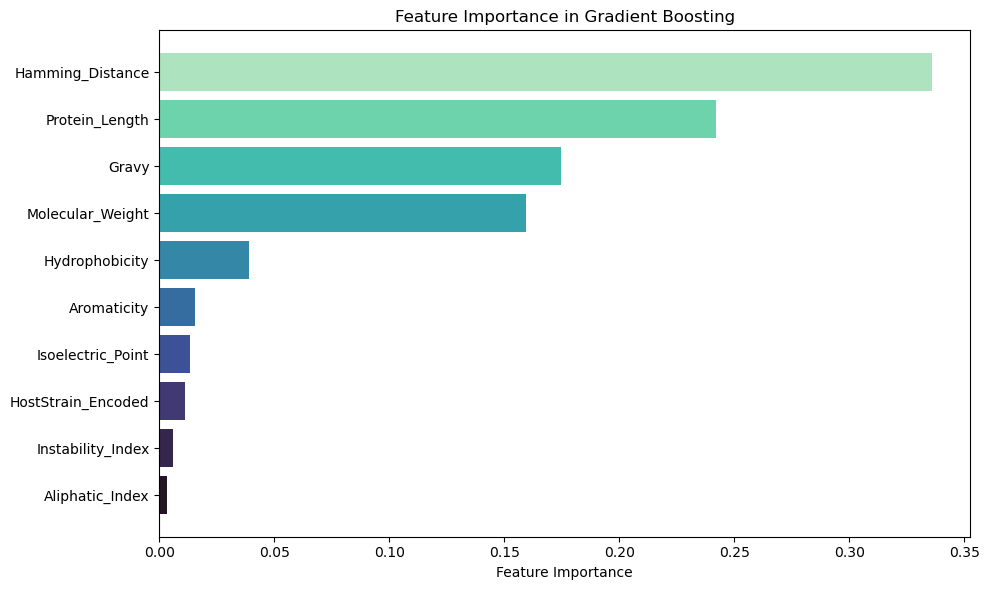 Feature Importance in Gradient Boosting
Hamming_Distance
Protein_Length
Gravy
Molecular_Weight
Hydrophobicity
Aromaticity
Isoelectric_Point
HostStrain_Encoded
Instability_Index
Aliphatic_Index
0.00 0.05 0.10 0.15 0.20 0.25 0.30 0.35
Feature Importance